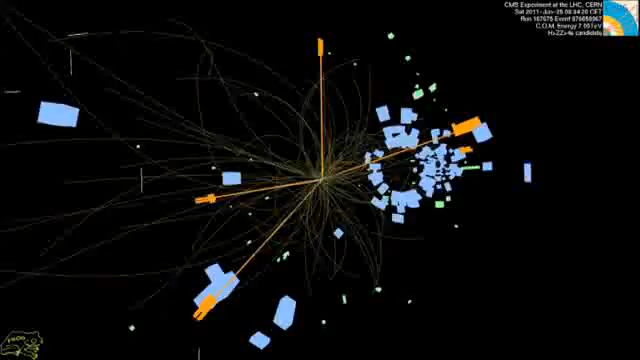 CMS Experiment at the LHC, CERN
Sat 2011-Jun-25 08:34:20 CET
Run 167675 Event 876658967
C.O.M. Energy 7.00TeV
H>ZZ>4e candidate